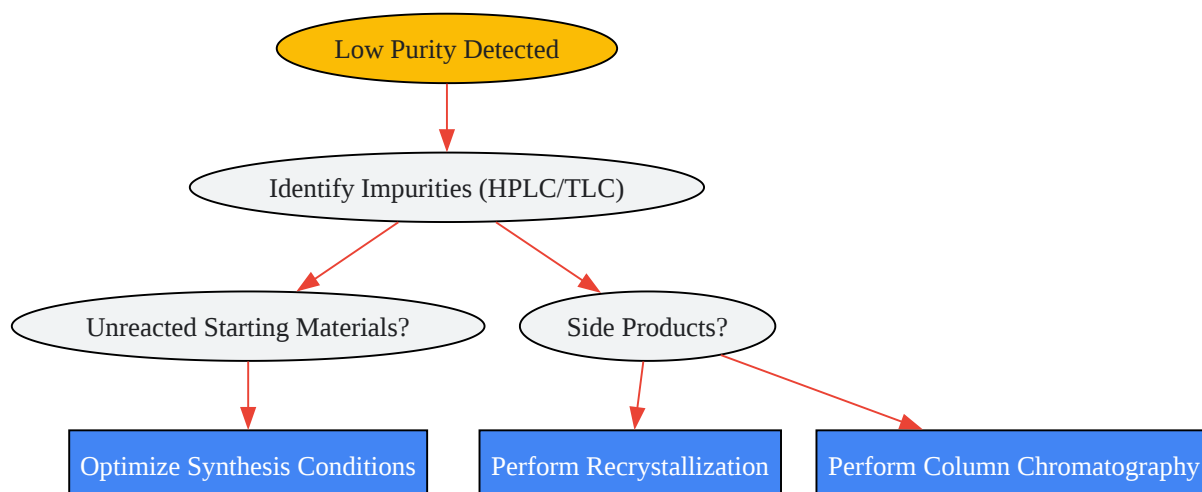 Low Purity Detected
Identify Impurities (HPLC/TLC)
Unreacted Starting Materials?
Side Products?
Optimize Synthesis Conditions
Perform Recrystallization
Perform Column Chromatography